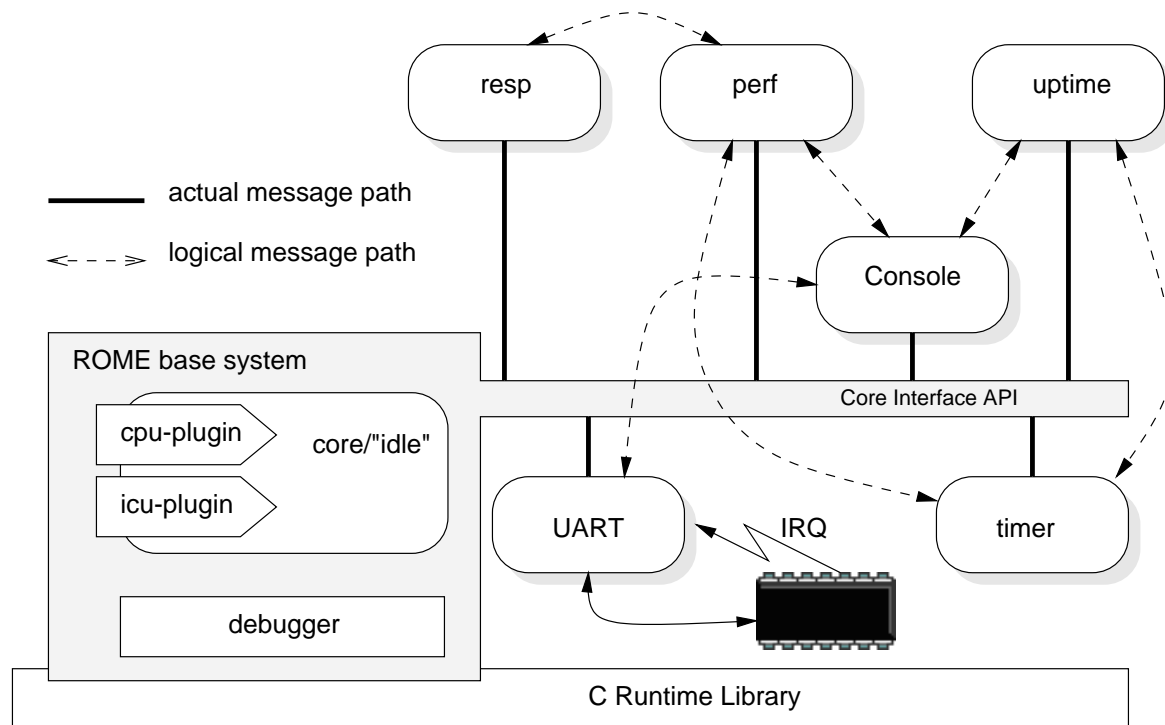 resp
perf
uptime
actual message path
logical message path
Console
ROME base system
Core Interface API
cpu-plugin
core/"idle"
icu-plugin
UART
IRQ
timer
debugger
C Runtime Library